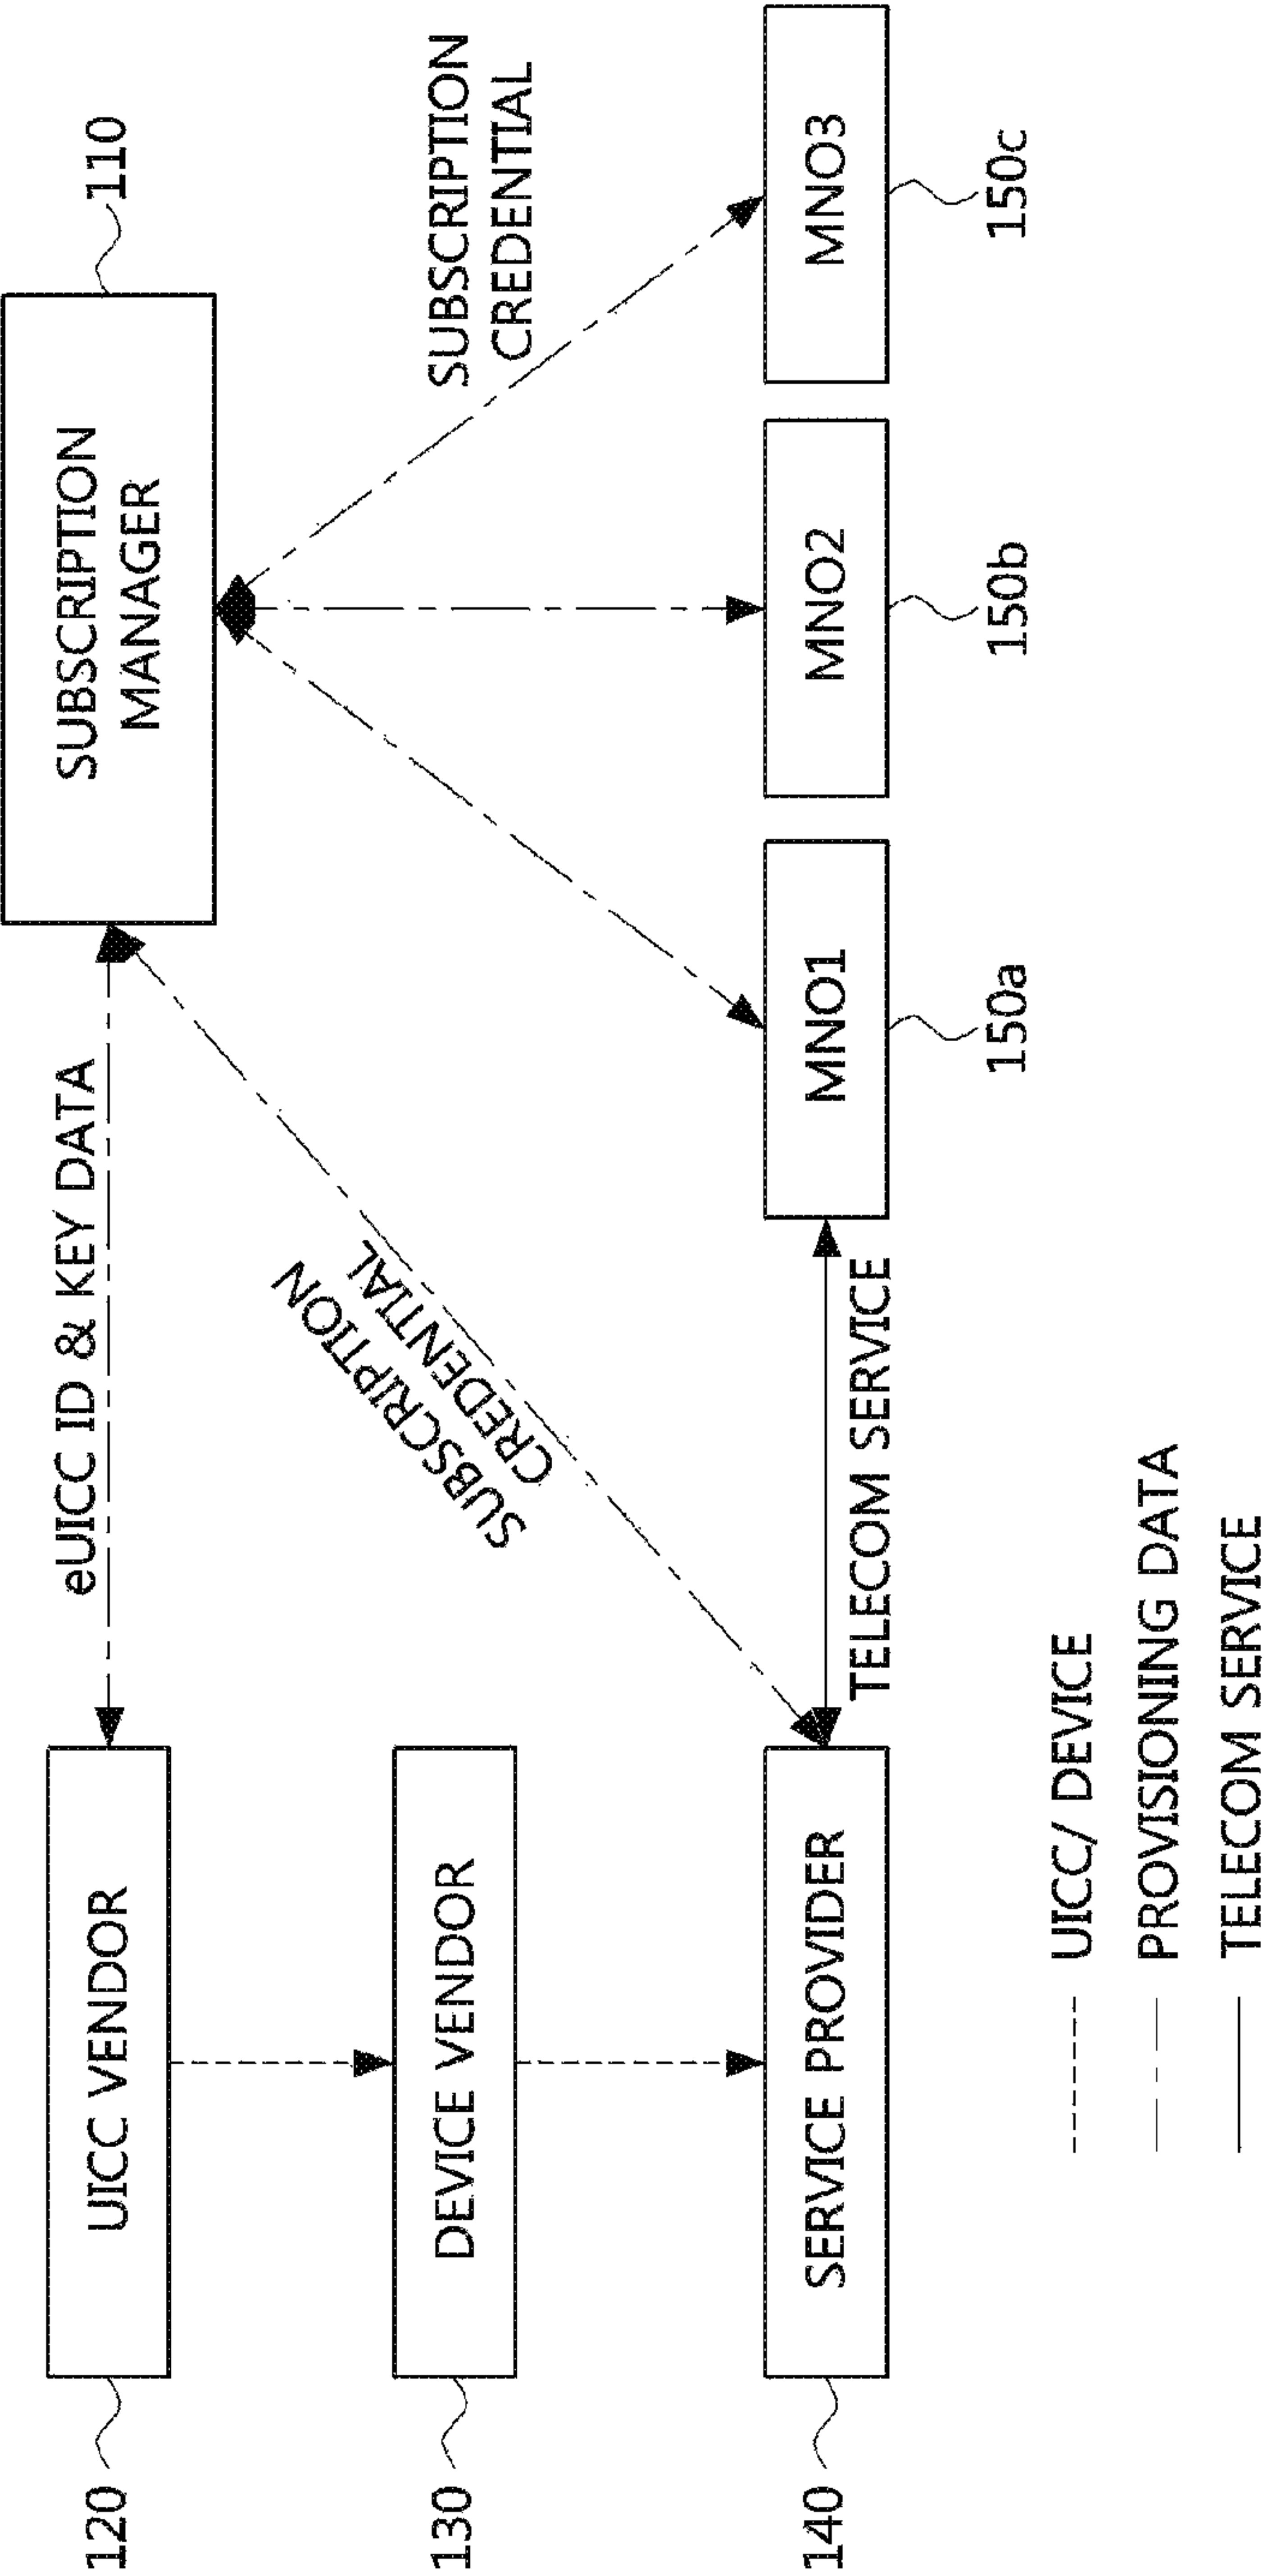 120
UICC VENDOR
eUICC ID & KEY DATA
SUBSCRIPTION
MANAGER
110
130
DEVICE VENDOR
SUBSCRIPTION
CREDENTIAL
SUBSCRIPTION
CREDENTIAL
140
SERVICE PROVIDER
TELECOM SERVICE
MNO1
MNO2
MNO3
150a
150b
150c
UICC/ DEVICE
PROVISIONING DATA
TELECOM SERVICE